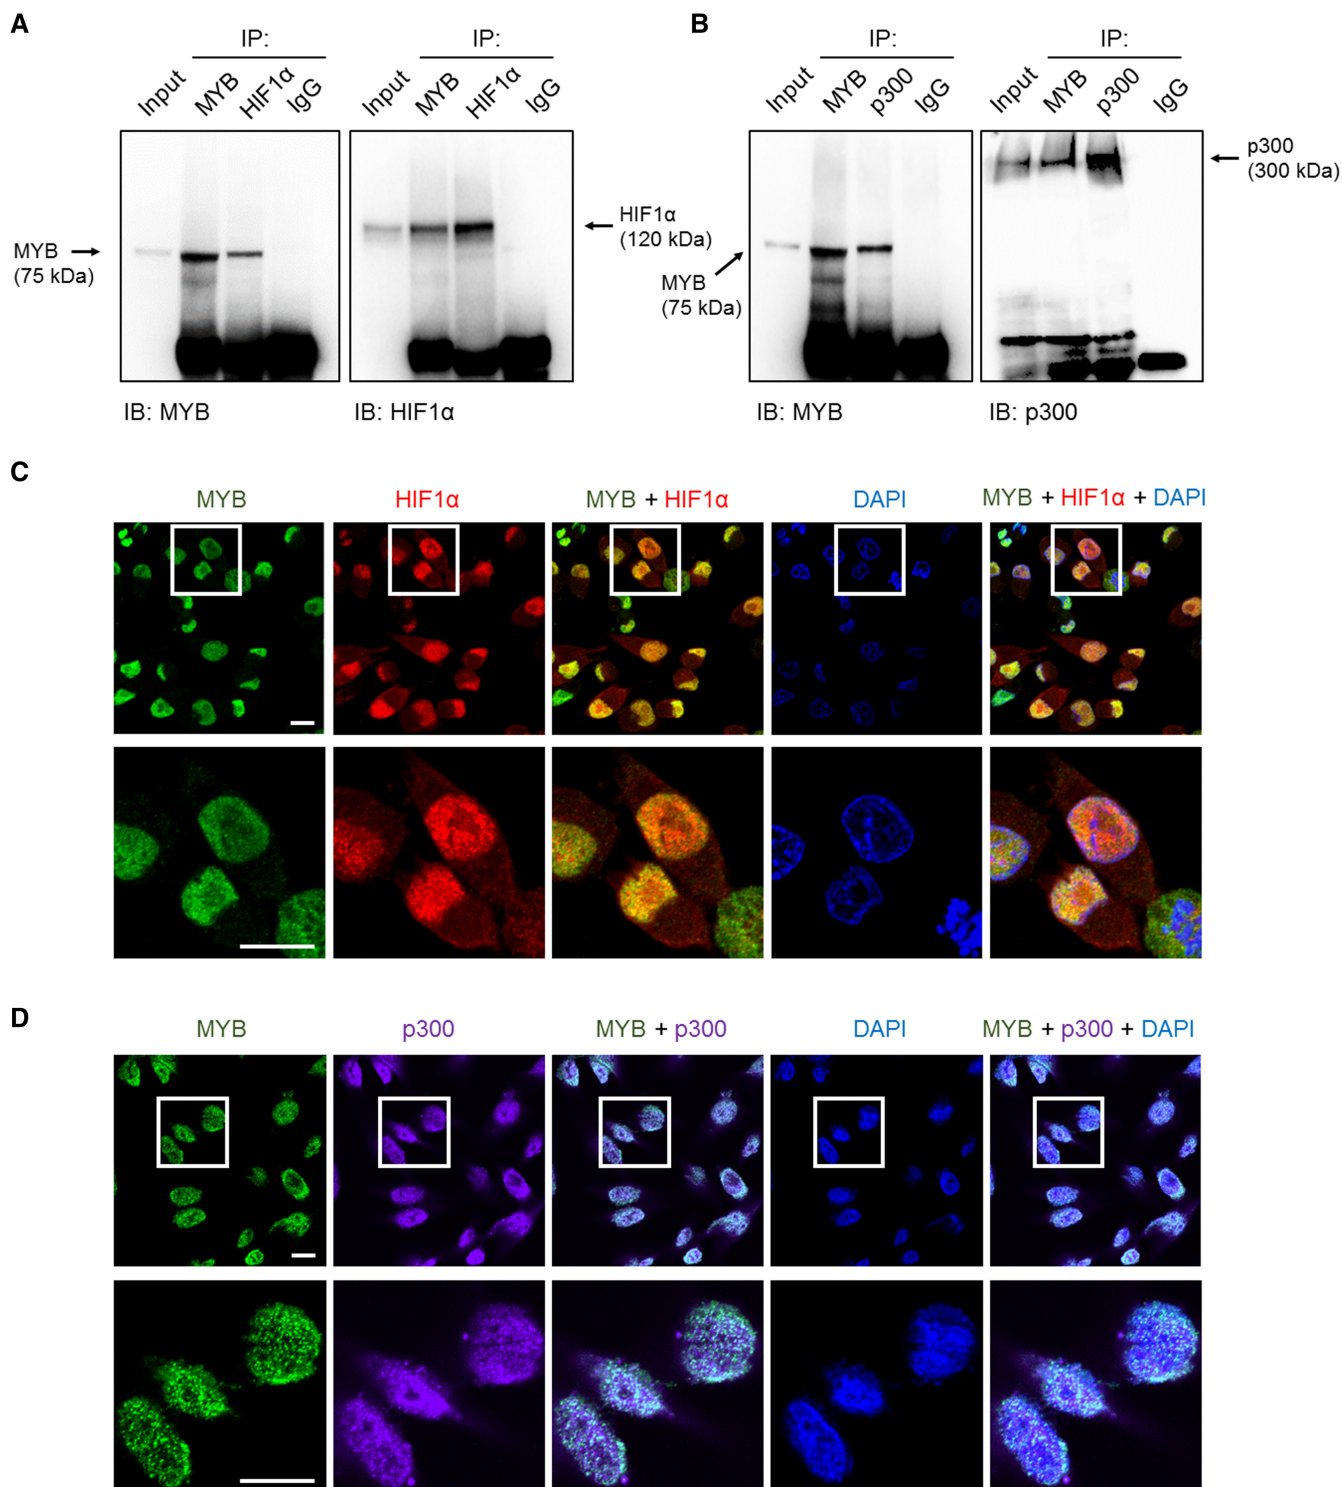 A
B
IP:
IP:
IP:
IP:
Input
MYB
HIF1α
IgG
Input
MYB
HIF1α
IgG
Input
MYB
p300
IgG
Input
MYB
p300
IgG
MYB
(75 kDa)
HIF1α
(120 kDa)
MYB
(75 kDa)
p300
(300 kDa)
IB: MYB
IB: HIF1α
IB: MYB
IB: p300
C
MYB
HIF1α
MYB + HIF1α
DAPI
MYB + HIF1α + DAPI
D
MYB
p300
MYB + p300
DAPI
MYB + p300 + DAPI